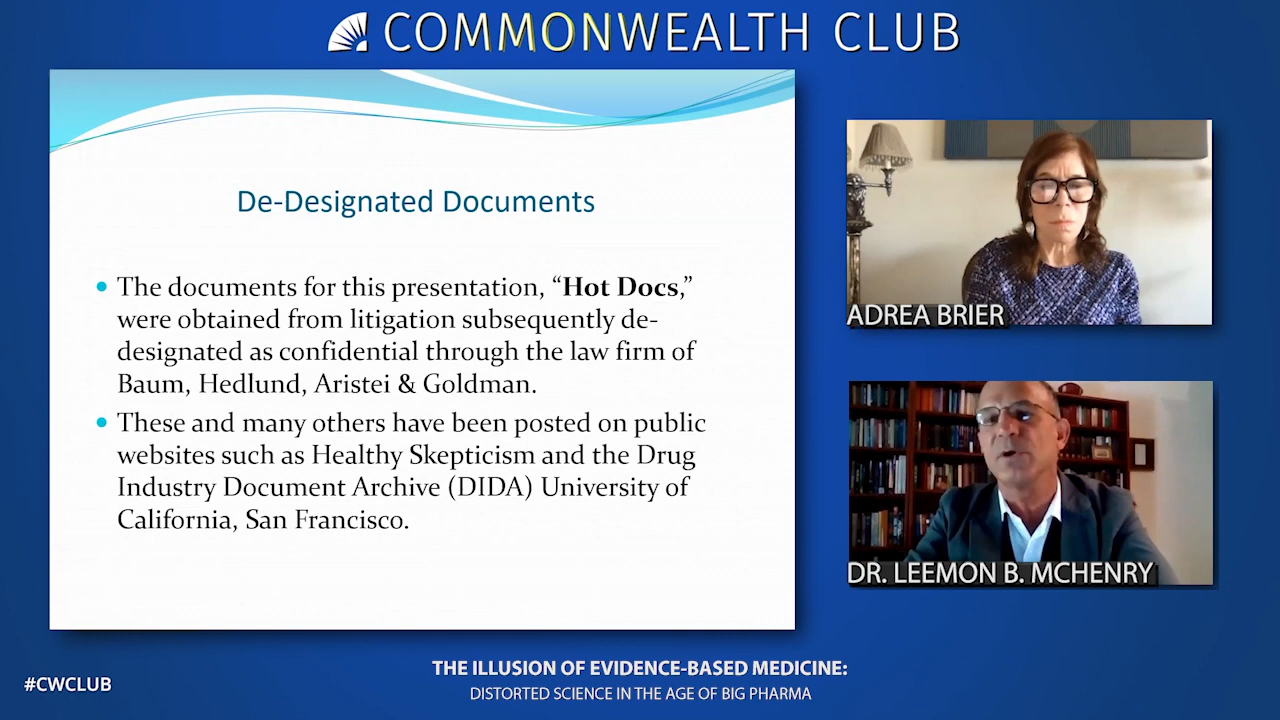 COMMONWEALTH CLUB
De-Designated Documents
• The documents for this presentation, “Hot Docs,”
were obtained from litigation subsequently de-
designated as confidential through the law firm of
Baum, Hedlund, Aristei & Goldman.
• These and many others have been posted on public
websites such as Healthy Skepticism and the Drug
Industry Document Archive (DIDA) University of
California, San Francisco.
ADREA BRIER
DR. LEEMON B. MCHENRY
#CWCLUB
THE ILLUSION OF EVIDENCE-BASED MEDICINE:
DISTORTED SCIENCE IN THE AGE OF BIG PHARMA